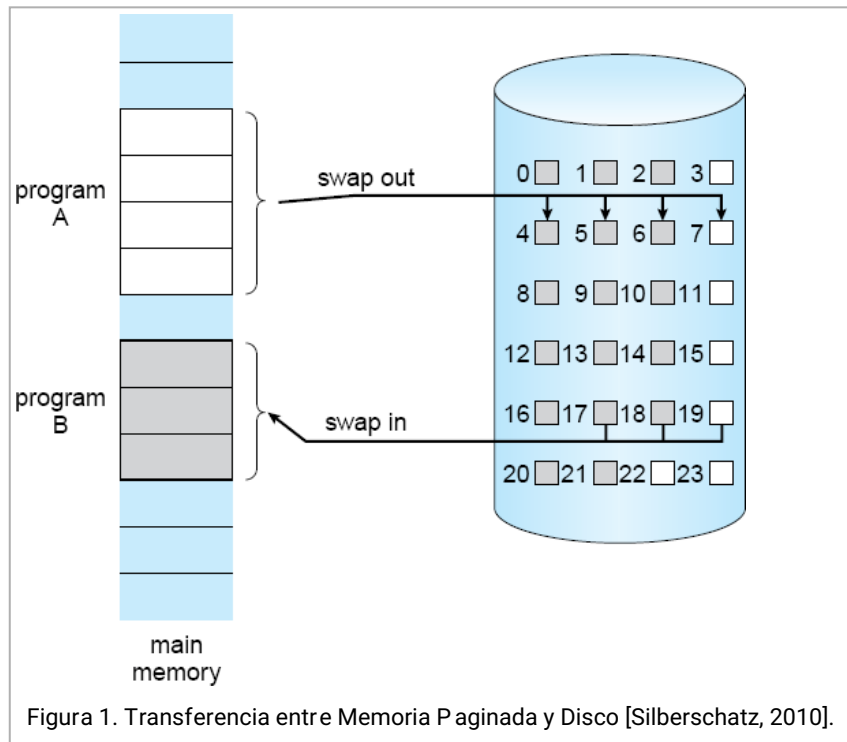 program
A
swap out
0 1 2 3
4 5 6 7
8 9 10 11
12 13 14 15
program
B
swap in
16 17 18 19
20 21 22 23
main
memory
Figura 1. Transferencia entre Memoria Paginada y Disco [Silberschatz, 2010].